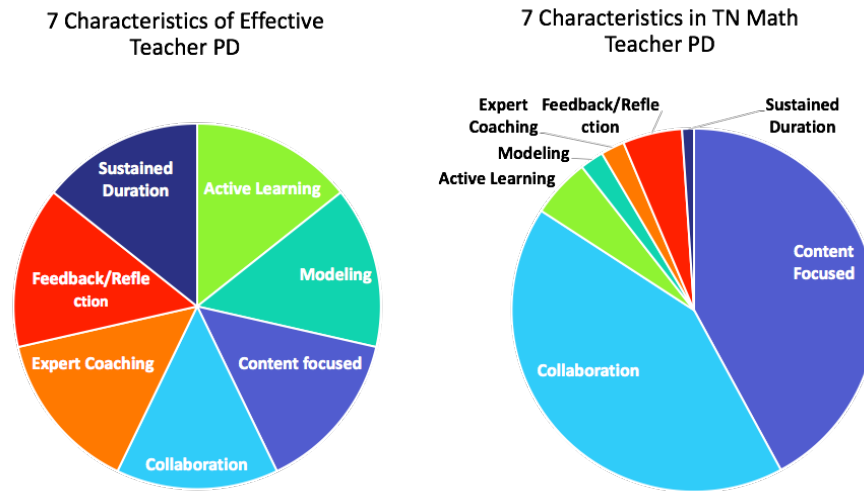 7 Characteristics of Effective
Teacher PD
Sustained
Duration
Active Learning
Feedback/Refle
ction
Modeling
Expert Coaching
Content focused
Collaboration
7 Characteristics in TN Math
Teacher PD
Expert
Coaching
Feedback/Refle
ction
Sustained
Duration
Modeling
Active Learning
Content
Focused
Collaboration